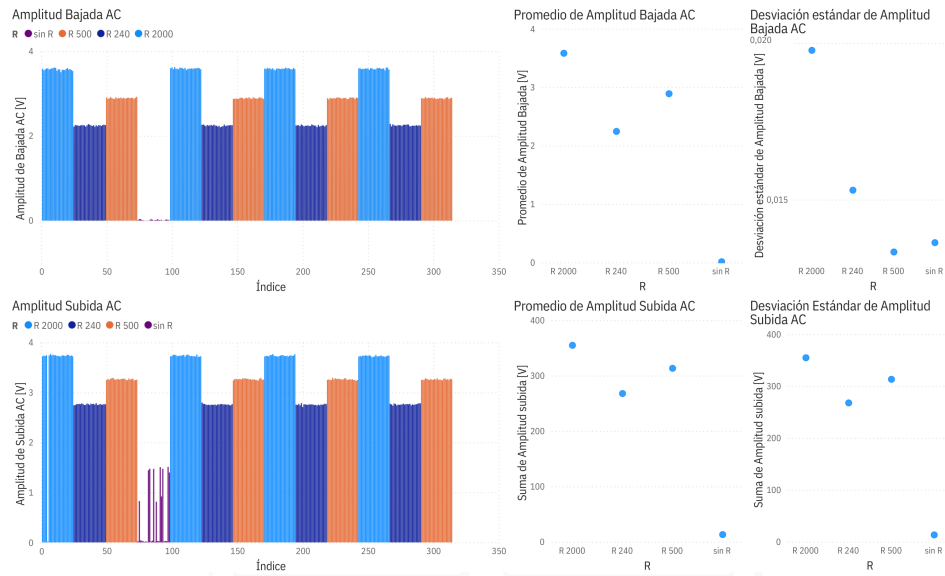 Amplitud Bajada AC
R sin R R 500 R 240 R 2000
Amplitud de Bajada AC [V]
4
2
0
0 50 100 150 200 250 300 350
Índice
Promedio de Amplitud Bajada AC
Promedio de Amplitud Bajada [V]
4
3
2
1
0
R 2000 R 240 R 500 sin R
R
Desviación estándar de Amplitud
Bajada AC
Desviación estándar de Amplitud Bajada [V]
0,020
0,015
R 2000 R 240 R 500 sin R
R
Amplitud Subida AC
R R 2000 R 240 R 500 sin R
Amplitud de Subida AC [V]
4
3
2
1
0
0 50 100 150 200 250 300 350
Índice
Promedio de Amplitud Subida AC
Suma de Amplitud subida [V]
400
300
200
100
0
R 2000 R 240 R 500 sin R
R
Desviación Estándar de Amplitud
Subida AC
Suma de Amplitud subida [V]
400
300
200
100
0
R 2000 R 240 R 500 sin R
R